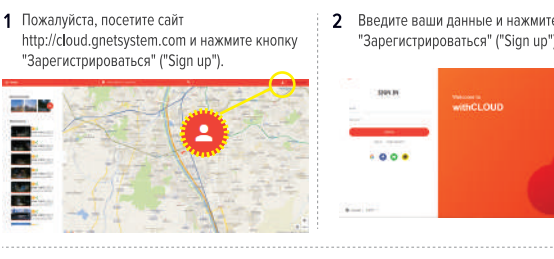 1 Пожалуйста, посетите сайт
http://cloud.gnetsystem.com и нажмите кнопку
"Зарегистрироваться" ("Sign up").
2 Введите ваши данные и нажмите
"Зарегистрироваться" ("Sign up")
SIGN IN
Welcome to
withCLOUD